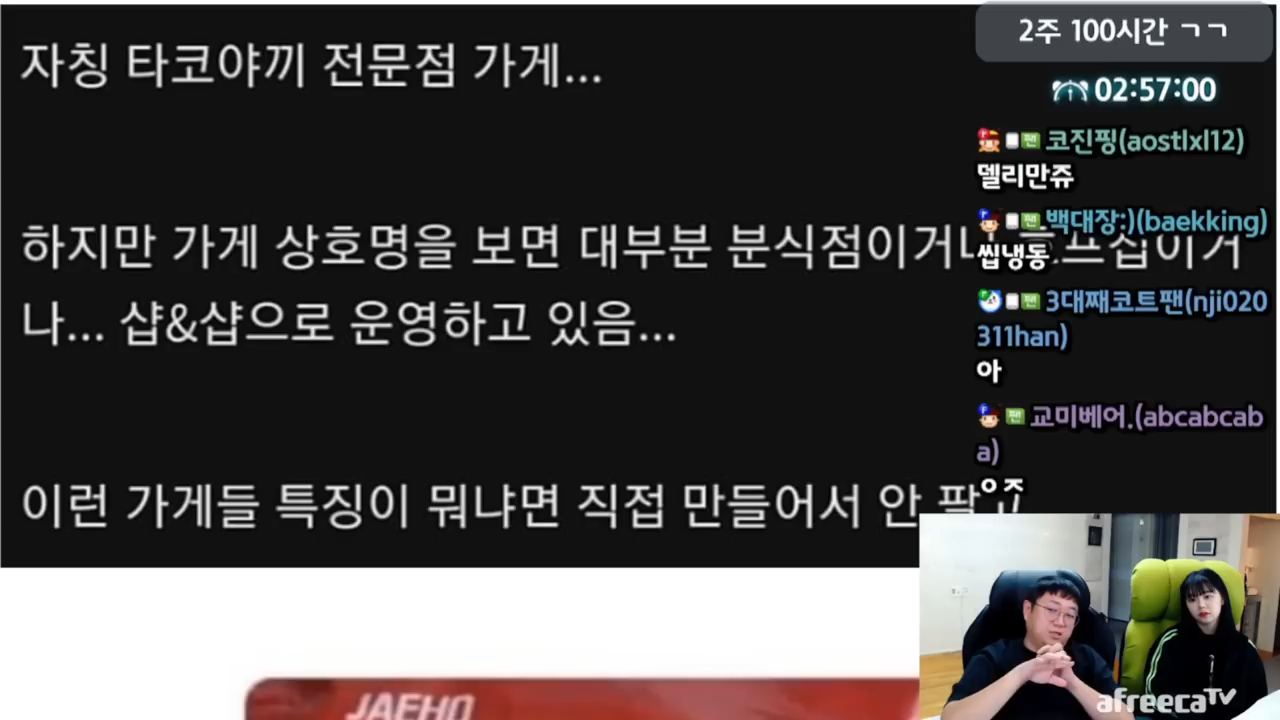 자칭 타코야끼 전문점 가게...
하지만 가게 상호명을 보면 대부분 분식점이거나
나... 샵&샵으로 운영하고 있음...
이런 가게들 특징이 뭐냐면 직접 만들어서 안 팔고
JAEHO
2주 100시간 ㄱㄱ
02:57:00
팬 코진핑(aostlxl12)
델리만쥬
팬 백대장:)(baekking)
씹냉동
팬 3대째코트팬(nji020
311han)
아
팬 교미베어.(abcabcab
a)
ㅇㅈ
afreecaTV